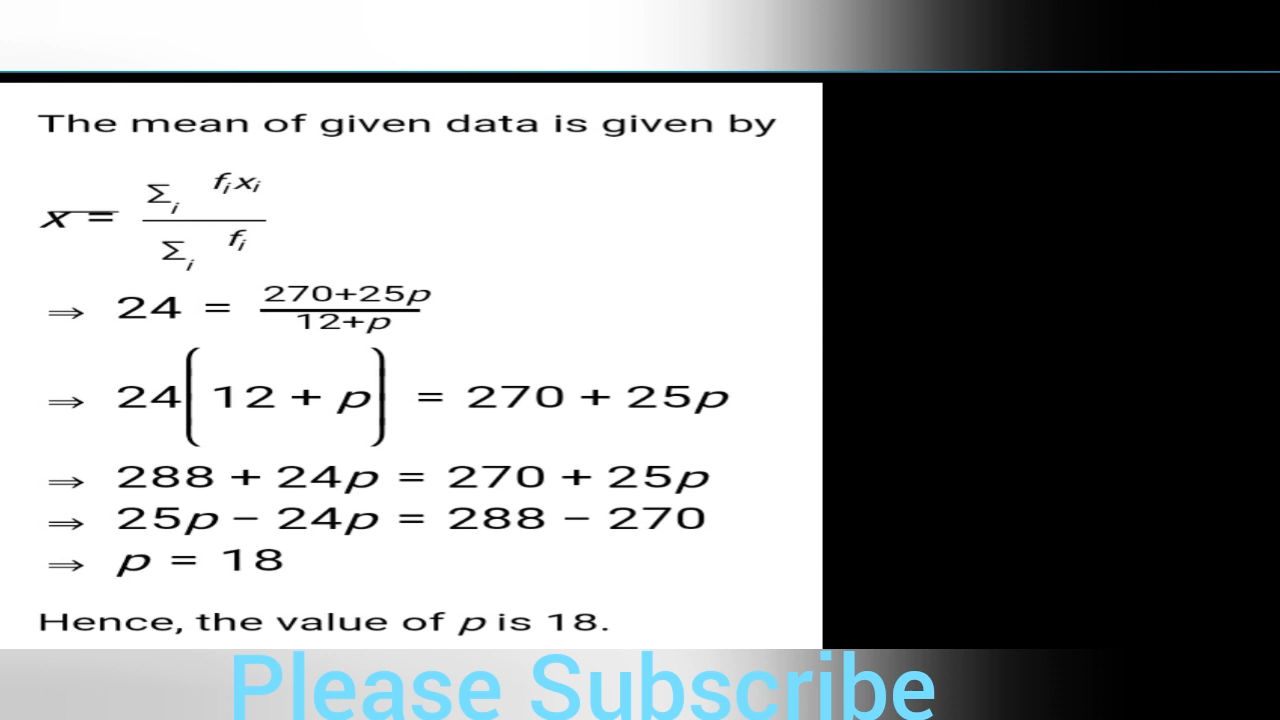 The mean of given data is given by
x̄ = Σᵢ fᵢxᵢ / Σᵢ fᵢ
⇒ 24 = 270+25p / 12+p
⇒ 24(12 + p) = 270 + 25p
⇒ 288 + 24p = 270 + 25p
⇒ 25p − 24p = 288 − 270
⇒ p = 18
Hence, the value of p is 18.
Please Subscribe